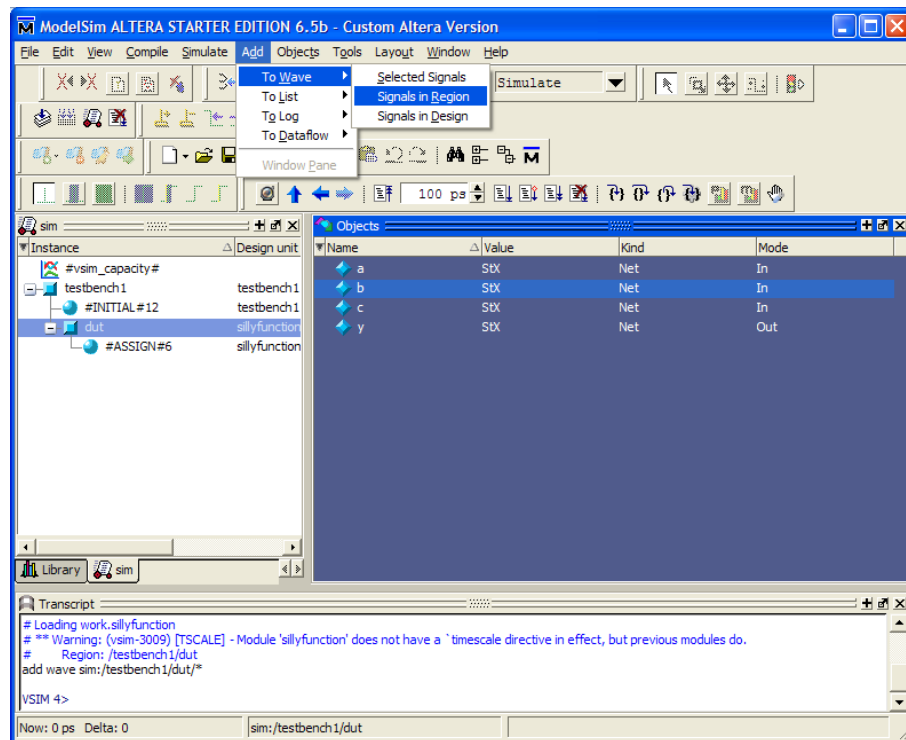 ModelSim ALTERA STARTER EDITION 6.5b - Custom Altera Version
File Edit View Compile Simulate Add Objects Tools Layout Window Help
To Wave
To List
To Log
To Dataflow
Window Pane
Selected Signals
Signals in Region
Signals in Design
Simulate
100 ps
sim
Instance Design unit
#vsim_capacity#
testbench1 testbench1
#INITIAL#12 testbench1
dut sillyfunction
#ASSIGN#6 sillyfunction
Library sim
Objects
Name Value Kind Mode
a StX Net In
b StX Net In
c StX Net In
y StX Net Out
Transcript
# Loading work.sillyfunction
# ** Warning: (vsim-3009) [TSCALE] - Module 'sillyfunction' does not have a `timescale directive in effect, but previous modules do.
# Region: /testbench1/dut
add wave sim:/testbench1/dut/*
VSIM 4>
Now: 0 ps Delta: 0 sim:/testbench1/dut